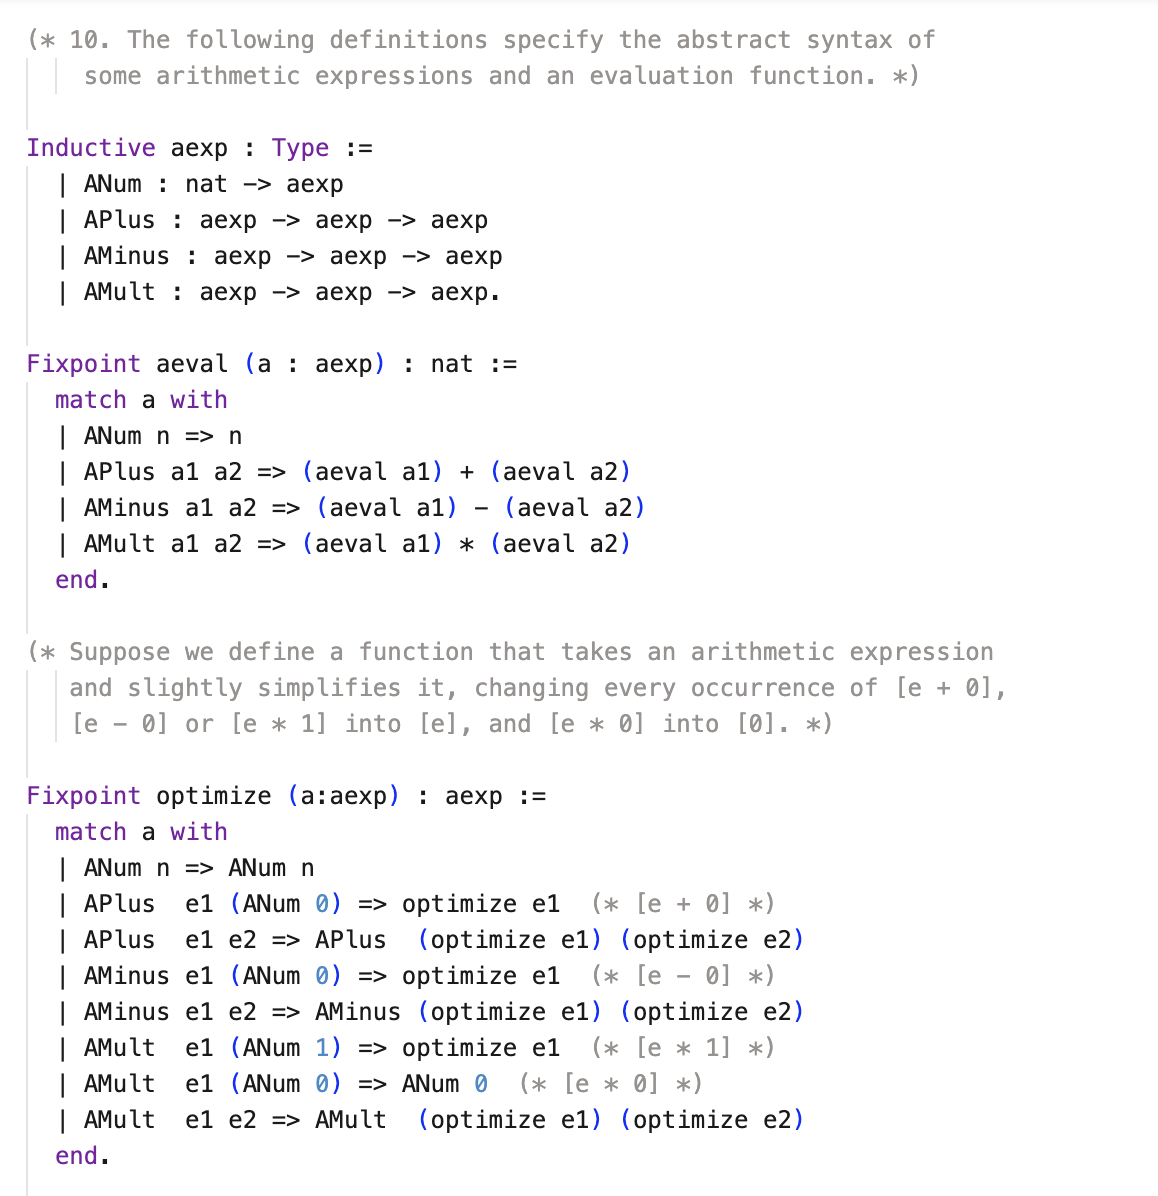 (* 10. The following definitions specify the abstract syntax of
some arithmetic expressions and an evaluation function. *)
Inductive aexp : Type :=
| ANum : nat -> aexp
| APlus : aexp -> aexp -> aexp
| AMinus : aexp -> aexp -> aexp
| AMult : aexp -> aexp -> aexp.
Fixpoint aeval (a : aexp) : nat :=
match a with
| ANum n => n
| APlus a1 a2 => (aeval a1) + (aeval a2)
| AMinus a1 a2 => (aeval a1) - (aeval a2)
| AMult a1 a2 => (aeval a1) * (aeval a2)
end.
(* Suppose we define a function that takes an arithmetic expression
and slightly simplifies it, changing every occurrence of [e + 0],
[e - 0] or [e * 1] into [e], and [e * 0] into [0]. *)
Fixpoint optimize (a:aexp) : aexp :=
match a with
| ANum n => ANum n
| APlus  e1 (ANum 0) => optimize e1  (* [e + 0] *)
| APlus  e1 e2 => APlus  (optimize e1) (optimize e2)
| AMinus e1 (ANum 0) => optimize e1  (* [e - 0] *)
| AMinus e1 e2 => AMinus (optimize e1) (optimize e2)
| AMult  e1 (ANum 1) => optimize e1  (* [e * 1] *)
| AMult  e1 (ANum 0) => ANum 0  (* [e * 0] *)
| AMult  e1 e2 => AMult  (optimize e1) (optimize e2)
end.